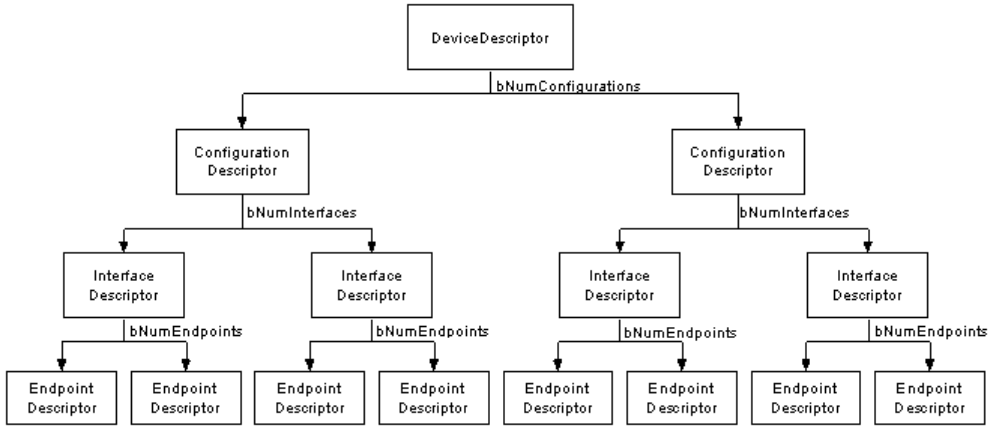 DeviceDescriptor
bNumConfigurations
Configuration
Descriptor
Configuration
Descriptor
bNumInterfaces
bNumInterfaces
Interface
Descriptor
Interface
Descriptor
Interface
Descriptor
Interface
Descriptor
bNumEndpoints
bNumEndpoints
bNumEndpoints
bNumEndpoints
Endpoint
Descriptor
Endpoint
Descriptor
Endpoint
Descriptor
Endpoint
Descriptor
Endpoint
Descriptor
Endpoint
Descriptor
Endpoint
Descriptor
Endpoint
Descriptor